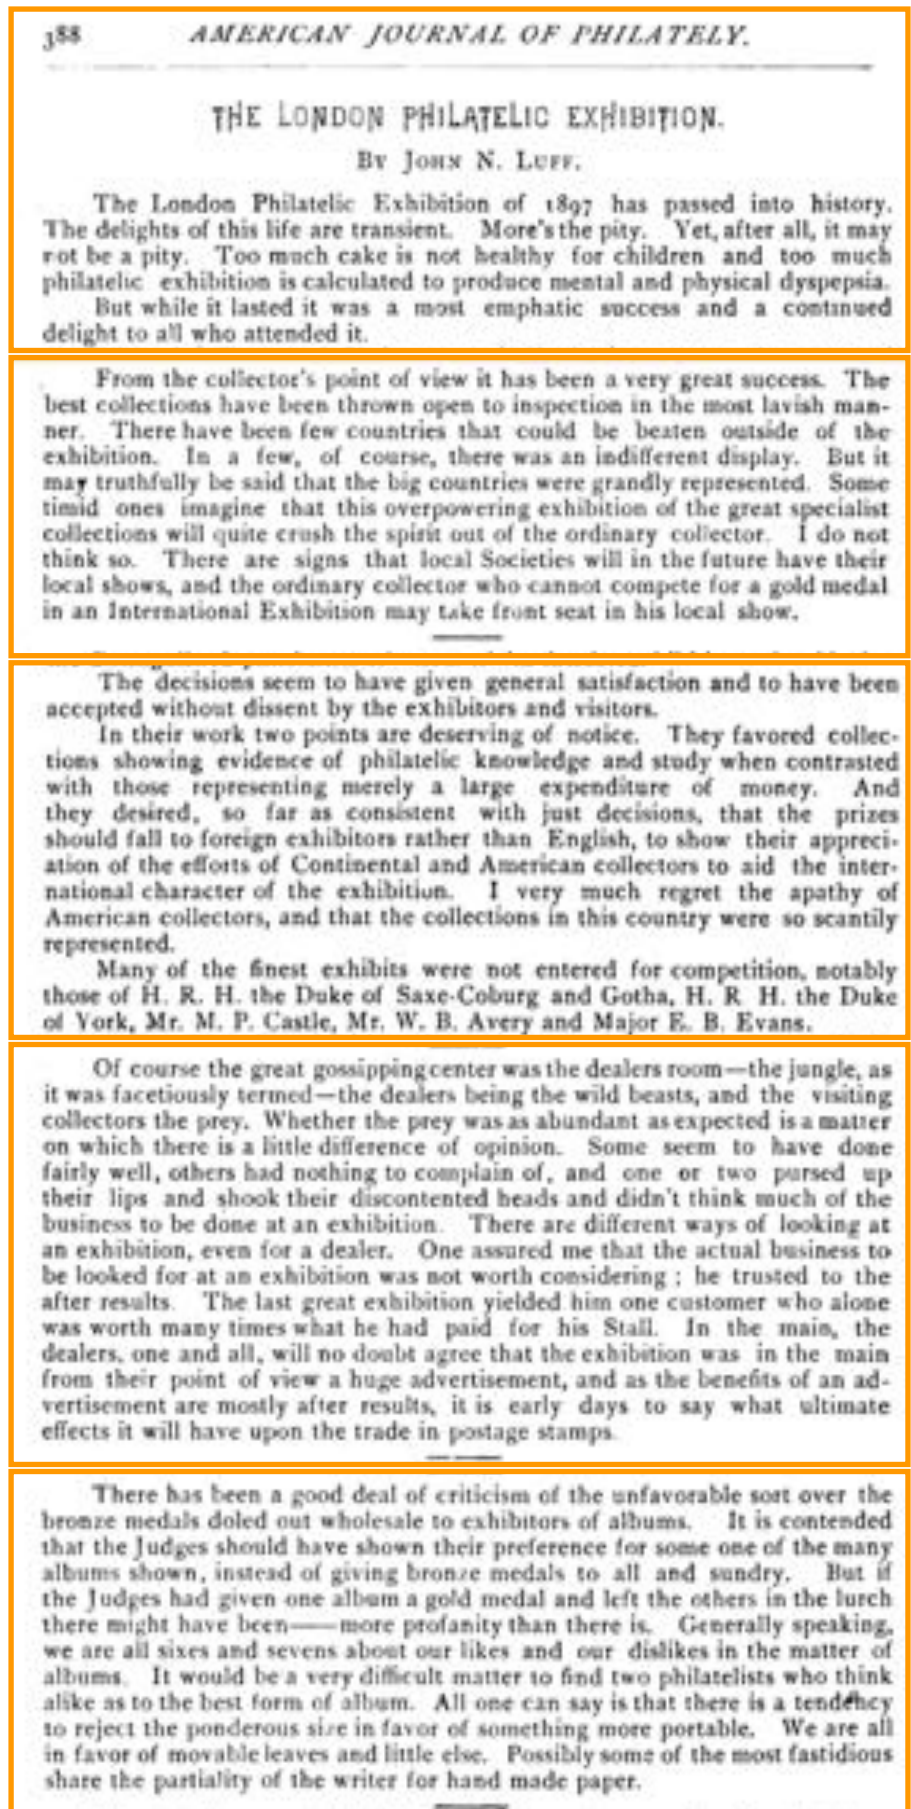 388 AMERICAN JOURNAL OF PHILATELY.
THE LONDON PHILATELIC EXHIBITION.
By John N. Luff.
The London Philatelic Exhibition of 1897 has passed into history.
The delights of this life are transient. More's the pity. Yet, after all, it may
not be a pity. Too much cake is not healthy for children and too much
philatelic exhibition is calculated to produce mental and physical dyspepsia.
But while it lasted it was a most emphatic success and a continued
delight to all who attended it.
From the collector's point of view it has been a very great success. The
best collections have been thrown open to inspection in the most lavish man-
ner. There have been few countries that could be beaten outside of the
exhibition. In a few, of course, there was an indifferent display. But it
may truthfully be said that the big countries were grandly represented. Some
timid ones imagine that this overpowering exhibition of the great specialist
collections will quite crush the spirit out of the ordinary collector. I do not
think so. There are signs that local Societies will in the future have their
local shows, and the ordinary collector who cannot compete for a gold medal
in an International Exhibition may take front seat in his local show.
The decisions seem to have given general satisfaction and to have been
accepted without dissent by the exhibitors and visitors.
In their work two points are deserving of notice. They favored collec-
tions showing evidence of philatelic knowledge and study when contrasted
with those representing merely a large expenditure of money. And
they desired, so far as consistent with just decisions, that the prizes
should fall to foreign exhibitors rather than English, to show their appreci-
ation of the efforts of Continental and American collectors to aid the inter-
national character of the exhibition. I very much regret the apathy of
American collectors, and that the collections in this country were so scantily
represented.
Many of the finest exhibits were not entered for competition, notably
those of H. R. H. the Duke of Saxe-Coburg and Gotha, H. R H. the Duke
of York, Mr. M. P. Castle, Mr. W. B. Avery and Major E. B. Evans.
Of course the great gossipping center was the dealers room—the jungle, as
it was facetiously termed—the dealers being the wild beasts, and the visiting
collectors the prey. Whether the prey was as abundant as expected is a matter
on which there is a little difference of opinion. Some seem to have done
fairly well, others had nothing to complain of, and one or two pursed up
their lips and shook their discontented heads and didn't think much of the
business to be done at an exhibition. There are different ways of looking at
an exhibition, even for a dealer. One assured me that the actual business to
be looked for at an exhibition was not worth considering ; he trusted to the
after results. The last great exhibition yielded him one customer who alone
was worth many times what he had paid for his Stall. In the main, the
dealers, one and all, will no doubt agree that the exhibition was in the main
from their point of view a huge advertisement, and as the benefits of an ad-
vertisement are mostly after results, it is early days to say what ultimate
effects it will have upon the trade in postage stamps.
There has been a good deal of criticism of the unfavorable sort over the
bronze medals doled out wholesale to exhibitors of albums. It is contended
that the Judges should have shown their preference for some one of the many
albums shown, instead of giving bronze medals to all and sundry. But if
the Judges had given one album a gold medal and left the others in the lurch
there might have been——more profanity than there is. Generally speaking,
we are all sixes and sevens about our likes and our dislikes in the matter of
albums. It would be a very difficult matter to find two philatelists who think
alike as to the best form of album. All one can say is that there is a tendency
to reject the ponderous size in favor of something more portable. We are all
in favor of movable leaves and little else. Possibly some of the most fastidious
share the partiality of the writer for hand made paper.